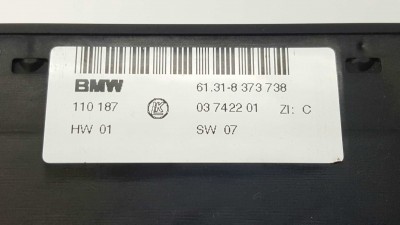 BMW 61.31-8 373 738
110 187 03 7422 01 ZI: C
HW 01 SW 07